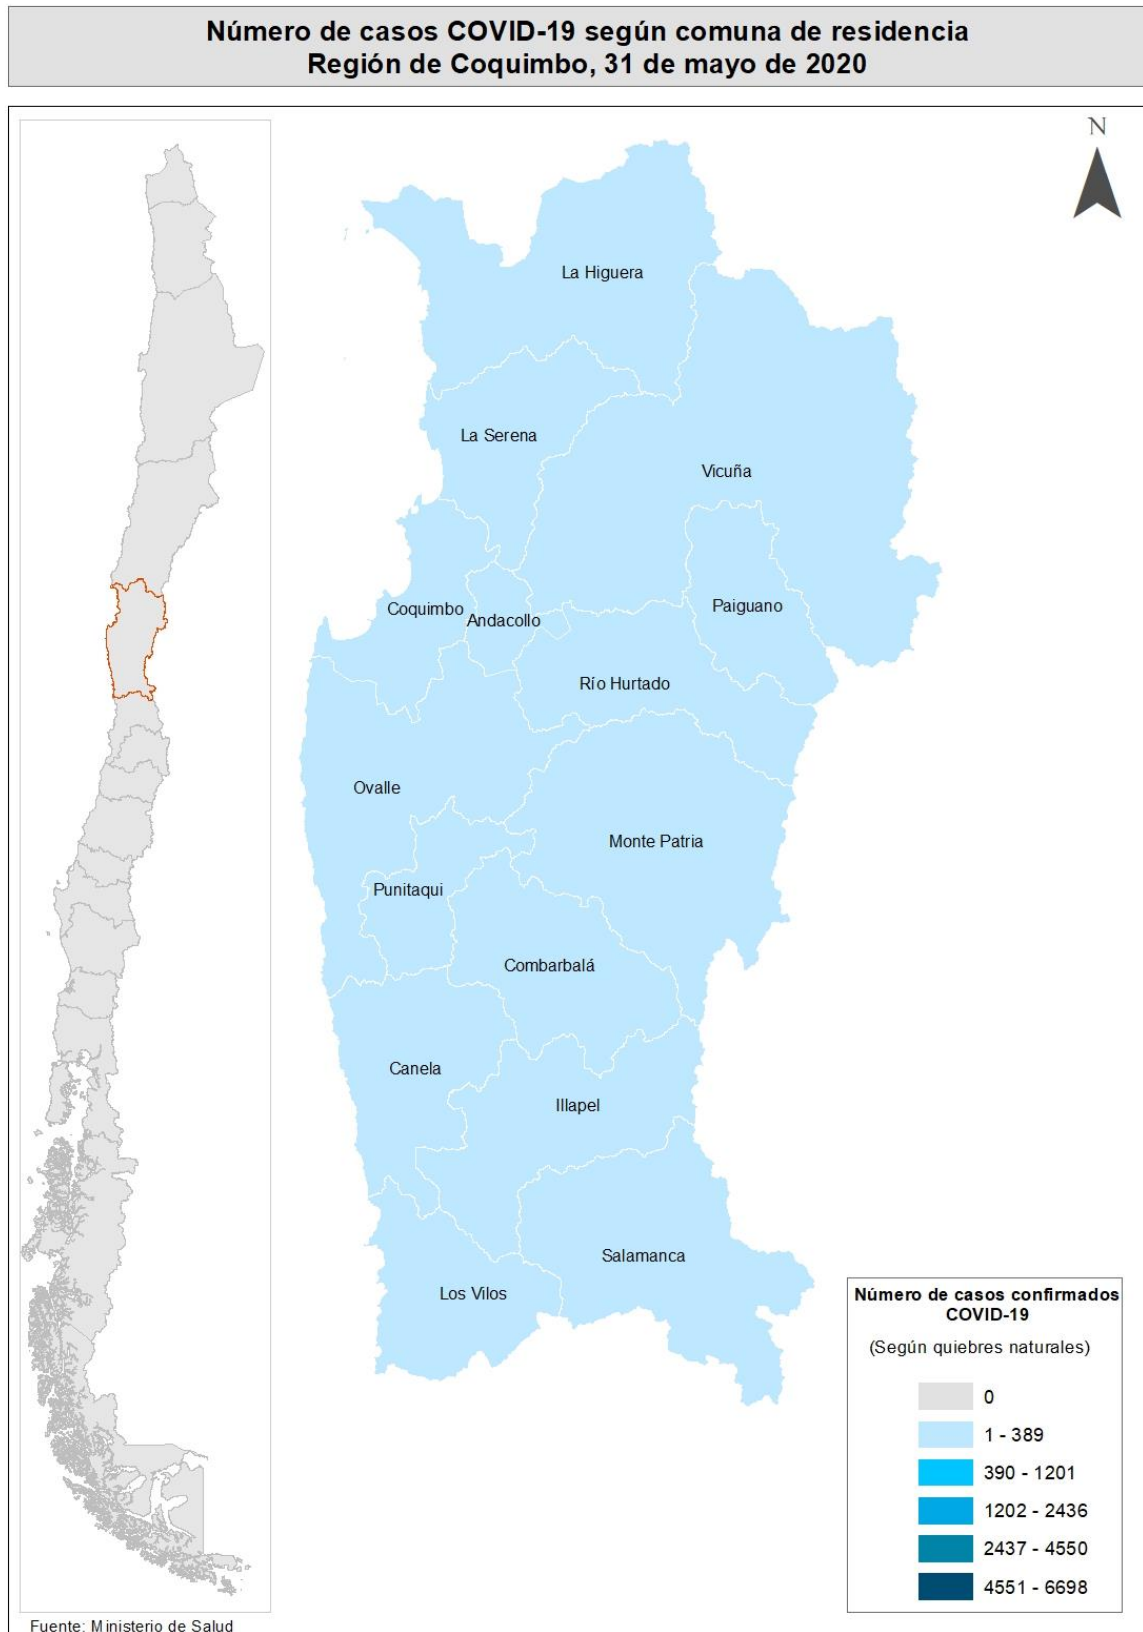 Número de casos COVID-19 según comuna de residencia
Región de Coquimbo, 31 de mayo de 2020
N
La Higuera
La Serena
Vicuña
Coquimbo
Andacollo
Paiguano
Río Hurtado
Ovalle
Monte Patria
Punitaqui
Combarbalá
Canela
Illapel
Salamanca
Los Vilos
Número de casos confirmados
COVID-19
(Según quiebres naturales)
0
1 - 389
390 - 1201
1202 - 2436
2437 - 4550
4551 - 6698
Fuente: Ministerio de Salud